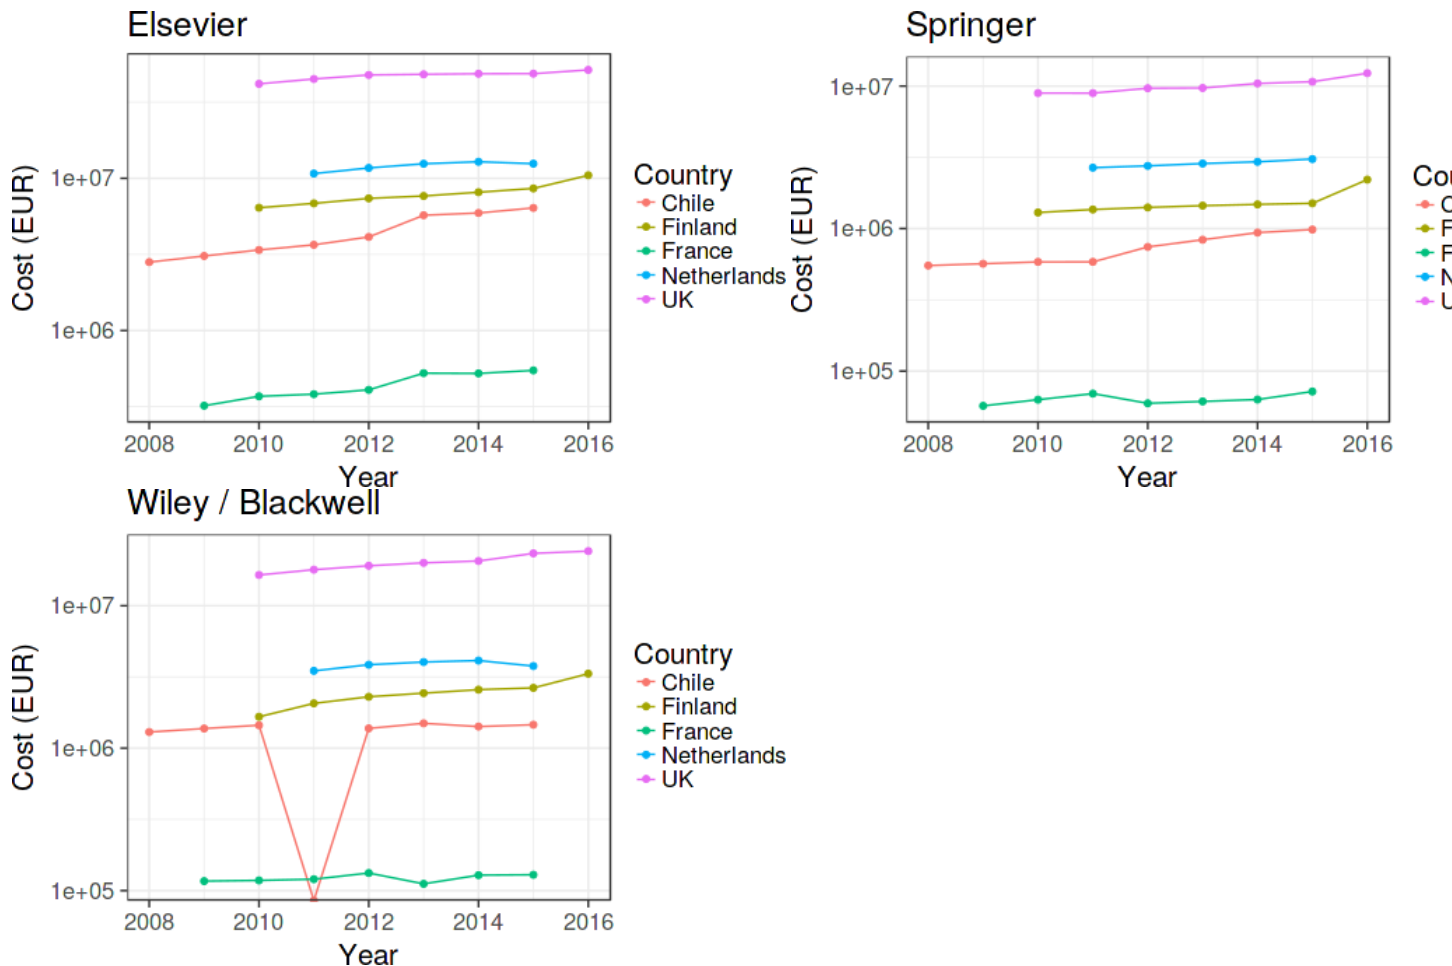 Elsevier
Cost (EUR)
1e+07
1e+06
2008 2010 2012 2014 2016
Year
Country
Chile
Finland
France
Netherlands
UK
Springer
Cost (EUR)
1e+07
1e+06
1e+05
2008 2010 2012 2014 2016
Year
Cou
C
F
F
N
U
Wiley / Blackwell
Cost (EUR)
1e+07
1e+06
1e+05
2008 2010 2012 2014 2016
Year
Country
Chile
Finland
France
Netherlands
UK